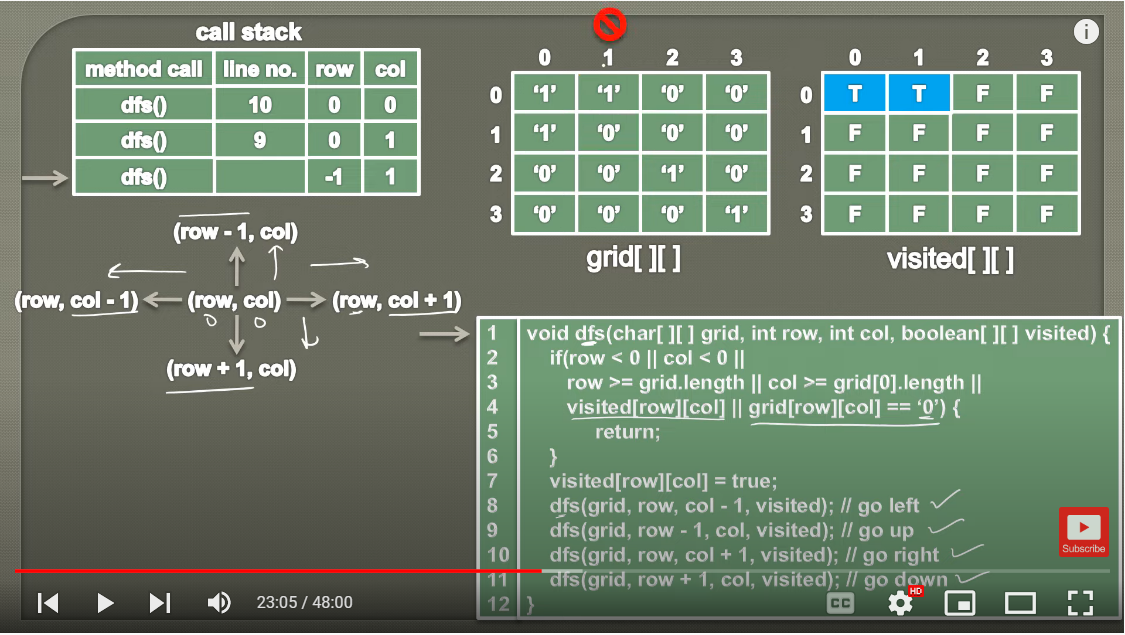 call stack
method call line no. row col
dfs() 10 0 0
dfs() 9 0 1
dfs() -1 1
0 1 2 3
0 '1' '1' '0' '0'
1 '1' '0' '0' '0'
2 '0' '0' '1' '0'
3 '0' '0' '0' '1'
grid[ ][ ]
0 1 2 3
0 T T F F
1 F F F F
2 F F F F
3 F F F F
visited[ ][ ]
i
(row - 1, col)
(row, col - 1) (row, col) (row, col + 1)
0 0
(row + 1, col)
1 void dfs(char[ ][ ] grid, int row, int col, boolean[ ][ ] visited) {
2 if(row < 0 || col < 0 ||
3 row >= grid.length || col >= grid[0].length ||
4 visited[row][col] || grid[row][col] == '0') {
5 return;
6 }
7 visited[row][col] = true;
8 dfs(grid, row, col - 1, visited); // go left
9 dfs(grid, row - 1, col, visited); // go up
10 dfs(grid, row, col + 1, visited); // go right
11 dfs(grid, row + 1, col, visited); // go down
12 }
Subscribe
23:05 / 48:00
CC
HD